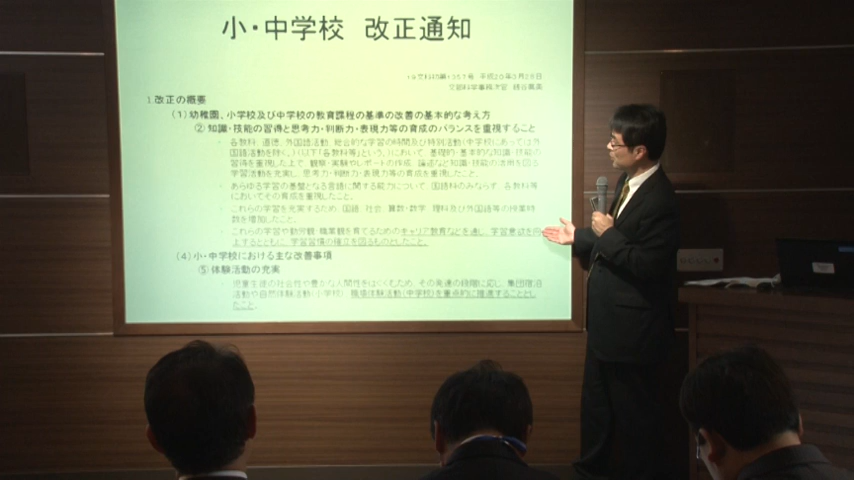 小・中学校 改正通知
文部科学事務次官
1.改正の概要
(1)幼稚園、小学校及び中学校の教育課程の基準の改善の基本的な考え方
② 知識・技能の習得と思考力・判断力・表現力等の育成のバランスを重視すること
・ 各教科、道徳、外国語活動、総合的な学習の時間及び特別活動(中学校にあっては外
国語活動を除く。)(以下「各教科等」という。)において、基礎的・基本的な知識・技能の
習得を重視した上で、観察・実験やレポートの作成、論述など知識・技能の活用を図る
学習活動を充実し、思考力・判断力・表現力等の育成を重視したこと。
・ あらゆる学習の基盤となる言語に関する能力について、国語科のみならず、各教科等
においてその育成を重視したこと。
・ これらの学習を充実するため、国語、社会、算数・数学、理科及び外国語等の授業時
数を増加したこと。
・ これらの学習や勤労観・職業観を育てるためのキャリア教育などを通じ、学習意欲を向
上するとともに、学習習慣の確立を図るものとしたこと。
(4)小・中学校における主な改善事項
⑤ 体験活動の充実
・ 児童生徒の社会性や豊かな人間性をはぐくむため、その発達の段階に応じ、集団宿泊
活動や自然体験活動(小学校)、職場体験活動(中学校)を重点的に推進することとし
たこと。